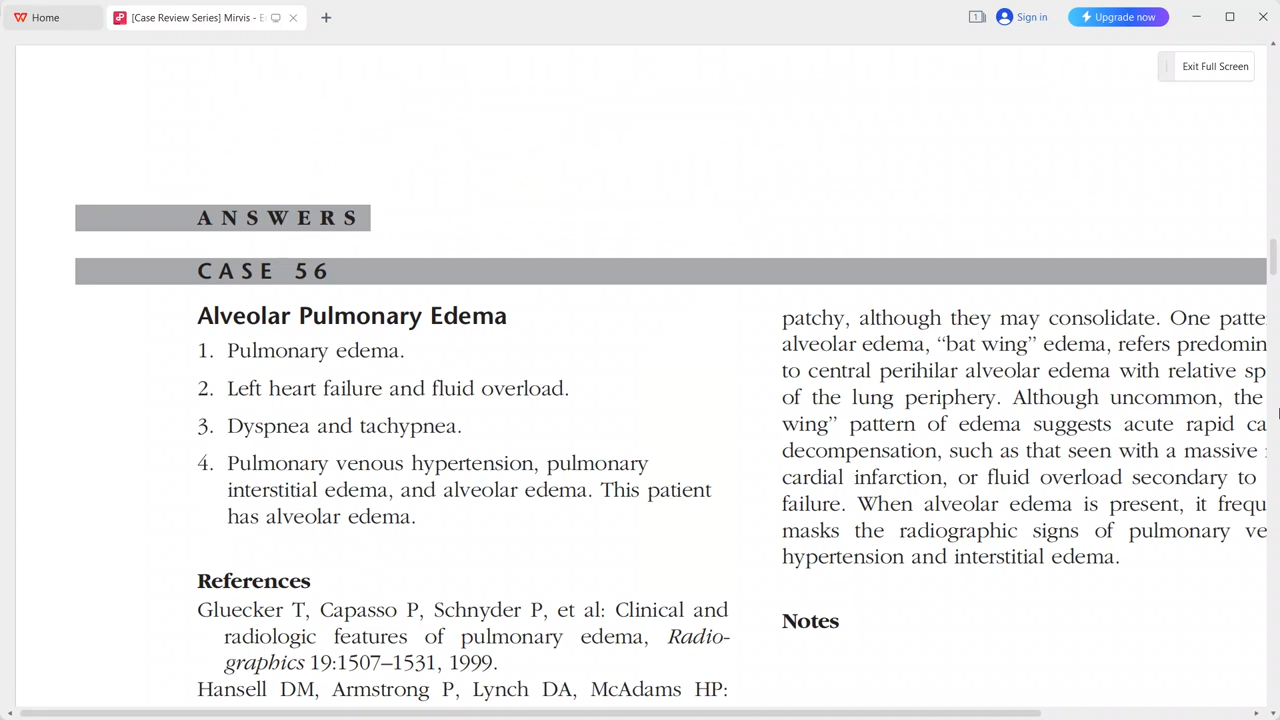 Home
[Case Review Series] Mirvis - E
Sign in
Upgrade now
Exit Full Screen
ANSWERS
CASE 56
Alveolar Pulmonary Edema
1. Pulmonary edema.
2. Left heart failure and fluid overload.
3. Dyspnea and tachypnea.
4. Pulmonary venous hypertension, pulmonary
interstitial edema, and alveolar edema. This patient
has alveolar edema.
References
Gluecker T, Capasso P, Schnyder P, et al: Clinical and
radiologic features of pulmonary edema, Radio-
graphics 19:1507–1531, 1999.
Hansell DM, Armstrong P, Lynch DA, McAdams HP:
patchy, although they may consolidate. One patte
alveolar edema, “bat wing” edema, refers predomin
to central perihilar alveolar edema with relative sp
of the lung periphery. Although uncommon, the
wing” pattern of edema suggests acute rapid ca
decompensation, such as that seen with a massive
cardial infarction, or fluid overload secondary to
failure. When alveolar edema is present, it frequ
masks the radiographic signs of pulmonary ve
hypertension and interstitial edema.
Notes